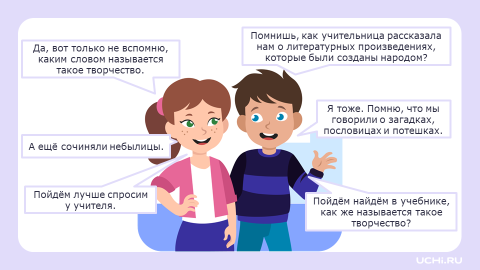 Помнишь, как учительница рассказала
нам о литературных произведениях,
которые были созданы народом?
Да, вот только не вспомню,
каким словом называется
такое творчество.
Я тоже. Помню, что мы
говорили о загадках,
пословицах и потешках.
А ещё сочиняли небылицы.
Пойдём найдём в учебнике,
как же называется такое
творчество?
Пойдём лучше спросим
у учителя.
UCHI.RU